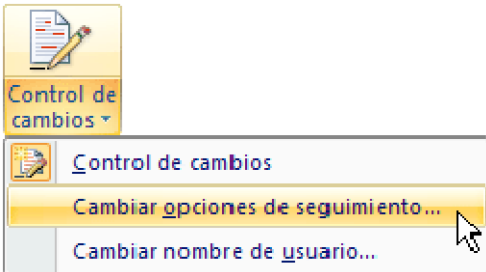 Control de
cambios
Control de cambios
Cambiar opciones de seguimiento...
Cambiar nombre de usuario...